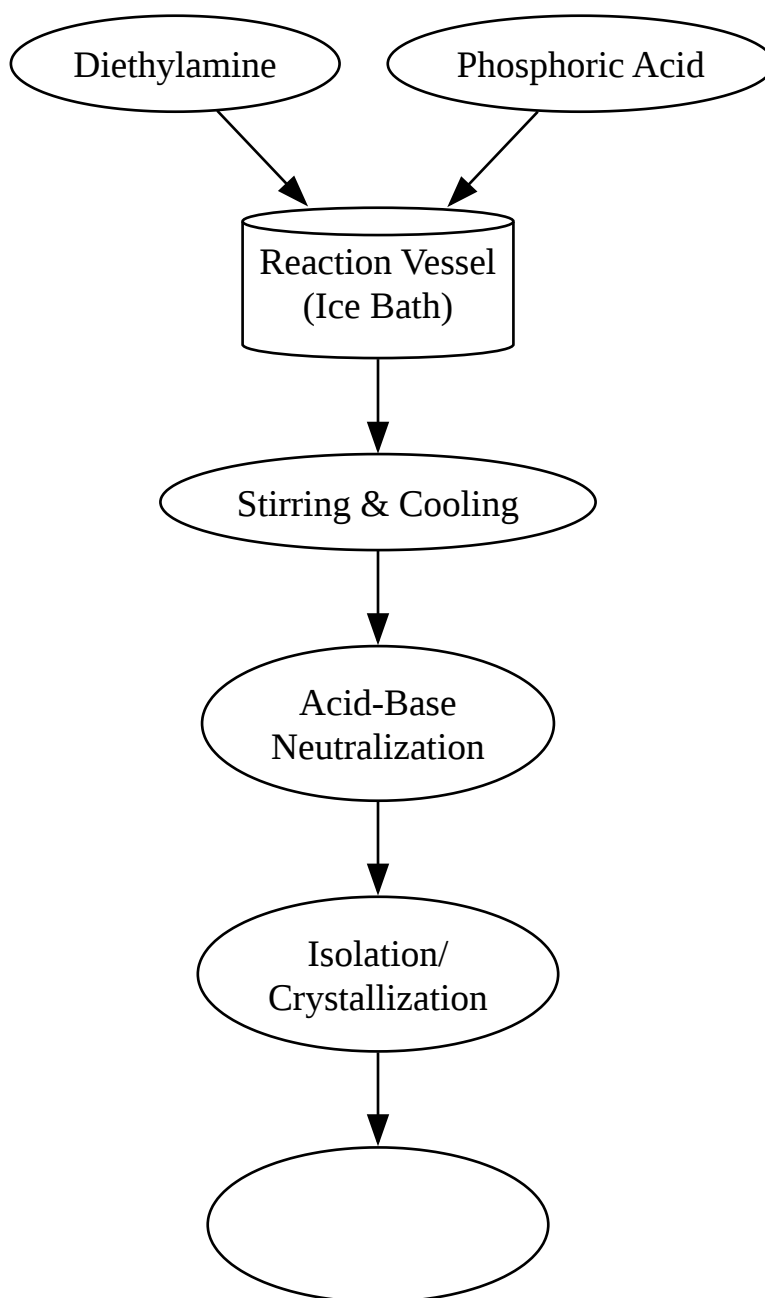 Diethylamine
Phosphoric Acid
Reaction Vessel
(Ice Bath)
Stirring & Cooling
Acid-Base
Neutralization
Isolation/
Crystallization